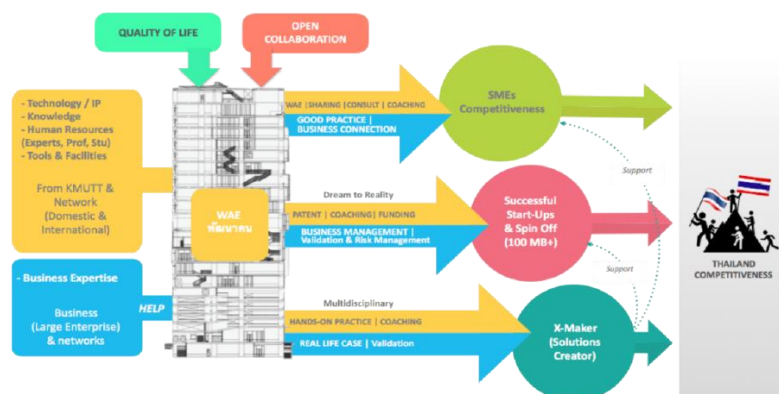 QUALITY OF LIFE
OPEN
COLLABORATION
- Technology / IP
- Knowledge
- Human Resources
(Experts, Prof, Stu)
- Tools & Facilities
From KMUTT &
Network
(Domestic &
International)
- Business Expertise
Business
(Large Enterprise)
& networks
HELP
WAE
พัฒนาคน
WAE |SHARING |CONSULT | COACHING
GOOD PRACTICE |
BUSINESS CONNECTION
SMEs
Competitiveness
Dream to Reality
PATENT | COACHING| FUNDING
BUSINESS MANAGEMENT |
Validation & Risk Management
Successful
Start-Ups
& Spin Off
(100 MB+)
Multidisciplinary
HANDS-ON PRACTICE | COACHING
REAL LIFE CASE | Validation
X-Maker
(Solutions
Creator)
Support
Support
THAILAND
COMPETITIVENESS